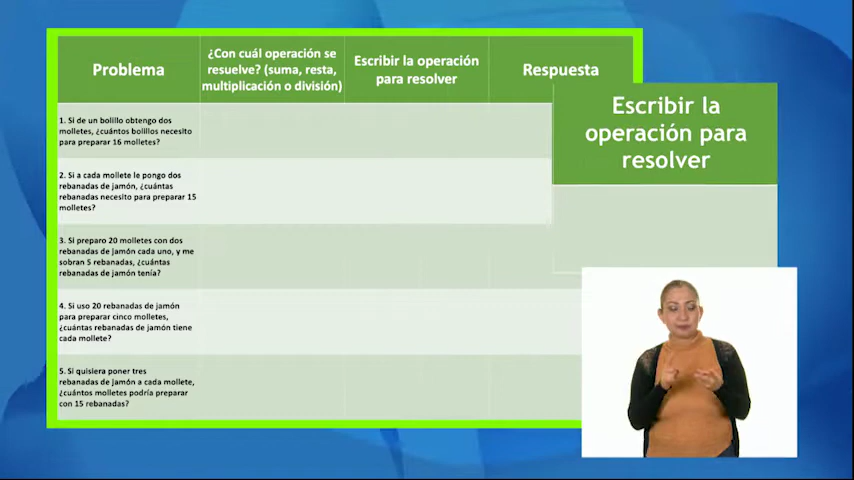 Problema
¿Con cuál operación se
resuelve? (suma, resta,
multiplicación o división)
Escribir la operación
para resolver
Respuesta
Escribir la
operación para
resolver
1. Si de un bolillo obtengo dos
molletes, ¿cuántos bolillos necesito
para preparar 16 molletes?
2. Si a cada mollete le pongo dos
rebanadas de jamón, ¿cuántas
rebanadas necesito para preparar 15
molletes?
3. Si preparo 20 molletes con dos
rebanadas de jamón cada uno, y me
sobran 5 rebanadas, ¿cuántas
rebanadas de jamón tenía?
4. Si uso 20 rebanadas de jamón
para preparar cinco molletes,
¿cuántas rebanadas de jamón tiene
cada mollete?
5. Si quisiera poner tres
rebanadas de jamón a cada mollete,
¿cuántos molletes podría preparar
con 15 rebanadas?